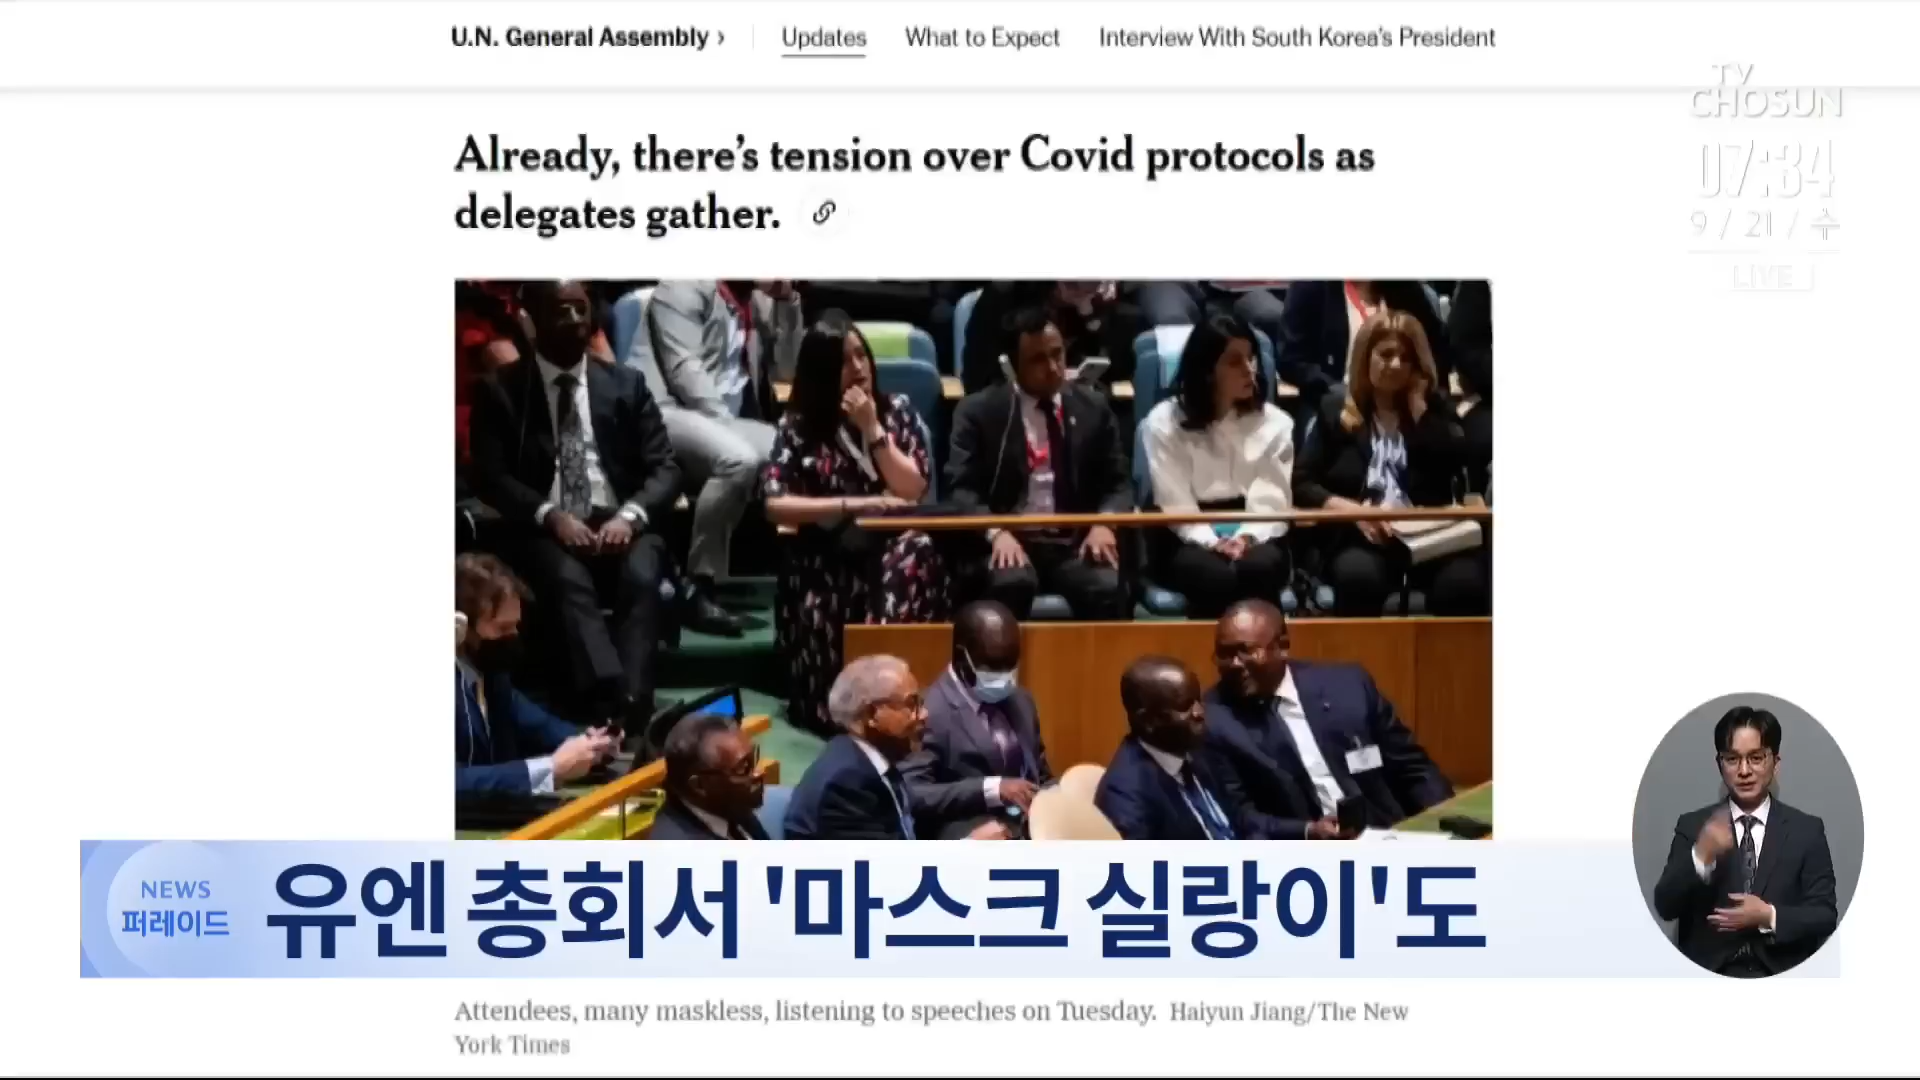 U.N. General Assembly › Updates What to Expect Interview With South Korea's President
TV
CHOSUN
07:34
9 / 21 / 수
LIVE
Already, there's tension over Covid protocols as
delegates gather.
NEWS
퍼레이드
유엔 총회서 '마스크 실랑이'도
Attendees, many maskless, listening to speeches on Tuesday. Haiyun Jiang/The New
York Times